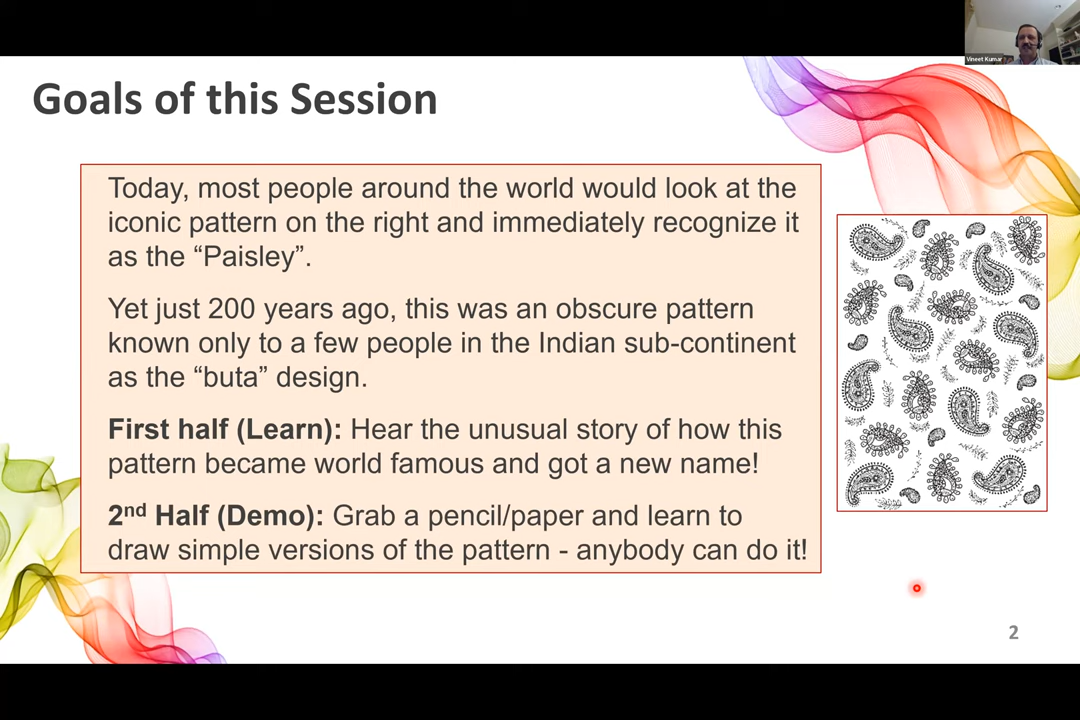 Vineet Kumar
Goals of this Session
Today, most people around the world would look at the
iconic pattern on the right and immediately recognize it
as the “Paisley”.
Yet just 200 years ago, this was an obscure pattern
known only to a few people in the Indian sub-continent
as the “buta” design.
First half (Learn): Hear the unusual story of how this
pattern became world famous and got a new name!
2nd Half (Demo): Grab a pencil/paper and learn to
draw simple versions of the pattern - anybody can do it!
2